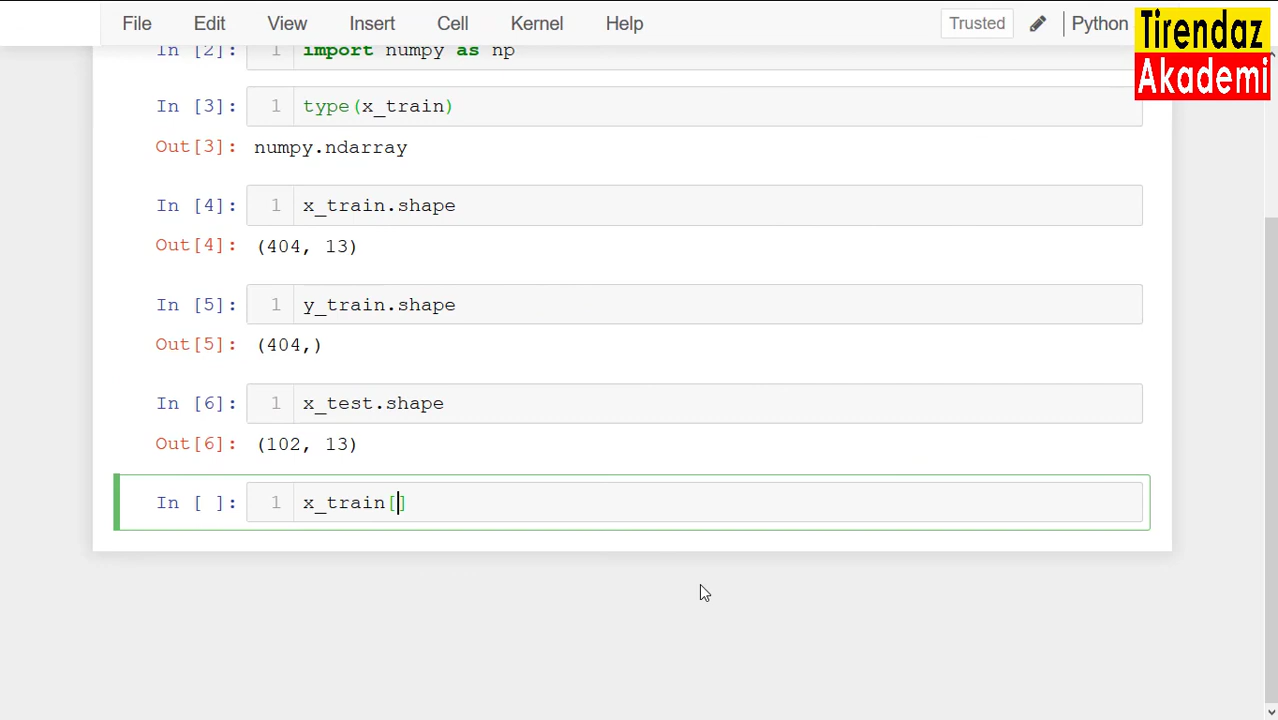 File Edit View Insert Cell Kernel Help Trusted Python
Tirendaz
Akademi
In [2]: 1 import numpy as np
In [3]: 1 type(x_train)
Out[3]: numpy.ndarray
In [4]: 1 x_train.shape
Out[4]: (404, 13)
In [5]: 1 y_train.shape
Out[5]: (404,)
In [6]: 1 x_test.shape
Out[6]: (102, 13)
In [ ]: 1 x_train[]